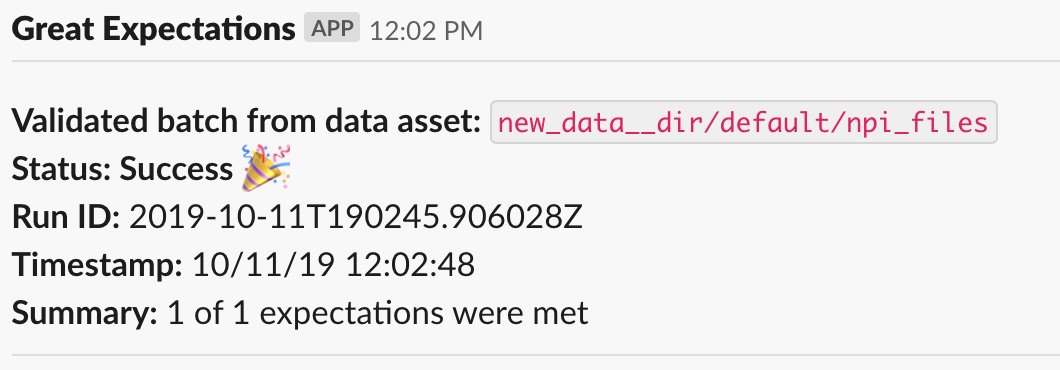 Great Expectations APP 12:02 PM
Validated batch from data asset: new_data__dir/default/npi_files
Status: Success 🎉
Run ID: 2019-10-11T190245.906028Z
Timestamp: 10/11/19 12:02:48
Summary: 1 of 1 expectations were met